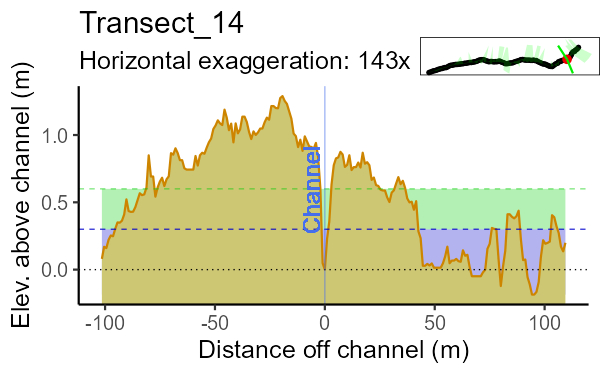 Transect_14
Horizontal exaggeration: 143x
Elev. above channel (m)
1.0
0.5
0.0
Channel
-100
-50
0
50
100
Distance off channel (m)